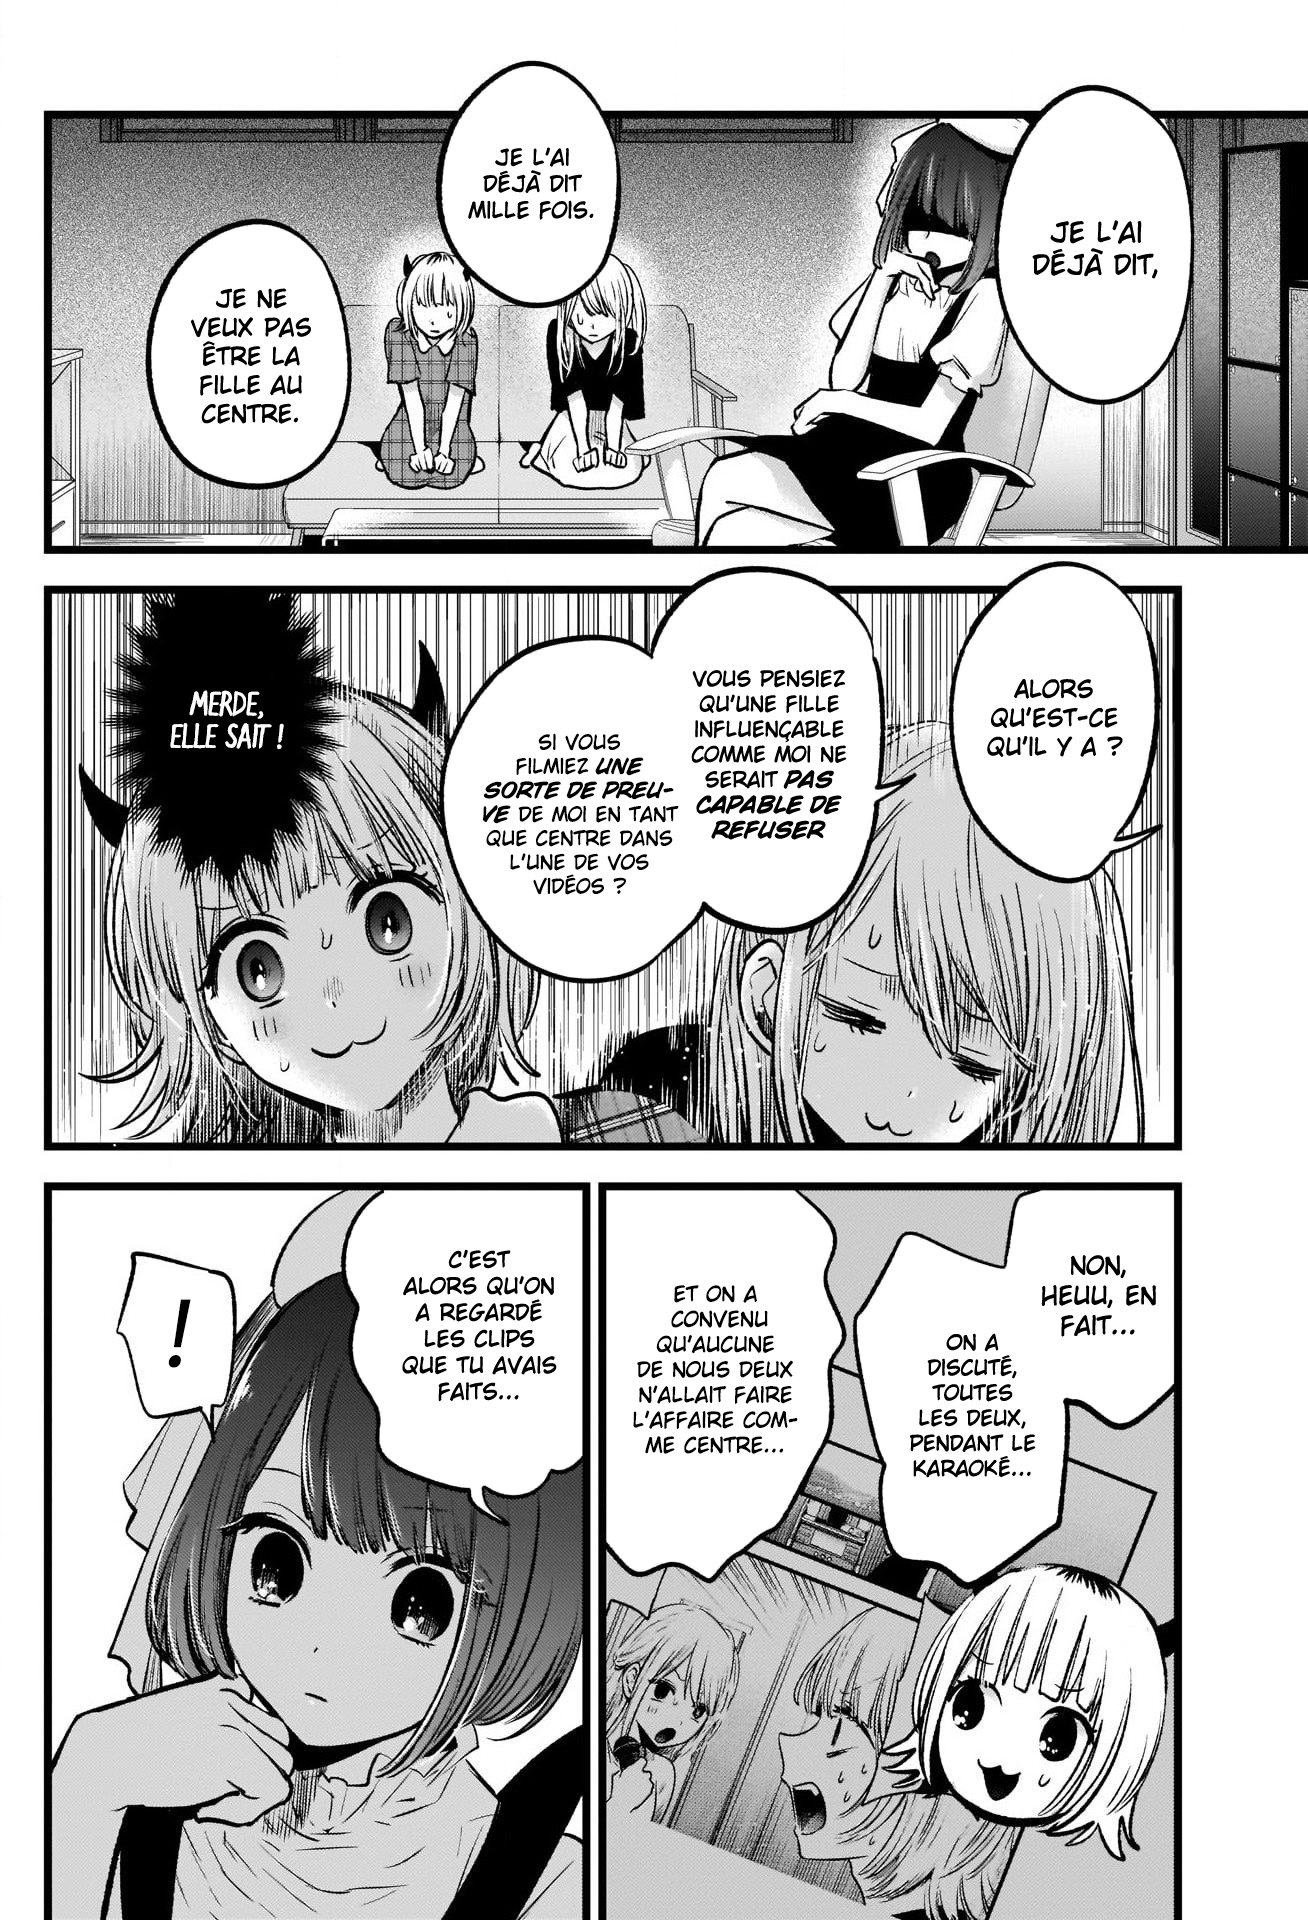 JE L'AI
DÉJÀ DIT,
JE L'AI
DÉJÀ DIT
MILLE FOIS.
JE NE
VEUX PAS
ÊTRE LA
FILLE AU
CENTRE.
ALORS
QU'EST-CE
QU'IL Y A ?
VOUS PENSIEZ
QU'UNE FILLE
INFLUENÇABLE
COMME MOI NE
SERAIT PAS
CAPABLE DE
REFUSER
SI VOUS
FILMIEZ UNE
SORTE DE PREU-
VE DE MOI EN TANT
QUE CENTRE DANS
L'UNE DE VOS
VIDÉOS ?
MERDE,
ELLE SAIT !
NON,
HEUU, EN
FAIT...
ON A
DISCUTÉ,
TOUTES
LES DEUX,
PENDANT LE
KARAOKÉ...
ET ON A
CONVENU
QU'AUCUNE
DE NOUS DEUX
N'ALLAIT FAIRE
L'AFFAIRE COM-
ME CENTRE...
C'EST
ALORS QU'ON
A REGARDÉ
LES CLIPS
QUE TU AVAIS
FAITS...
!